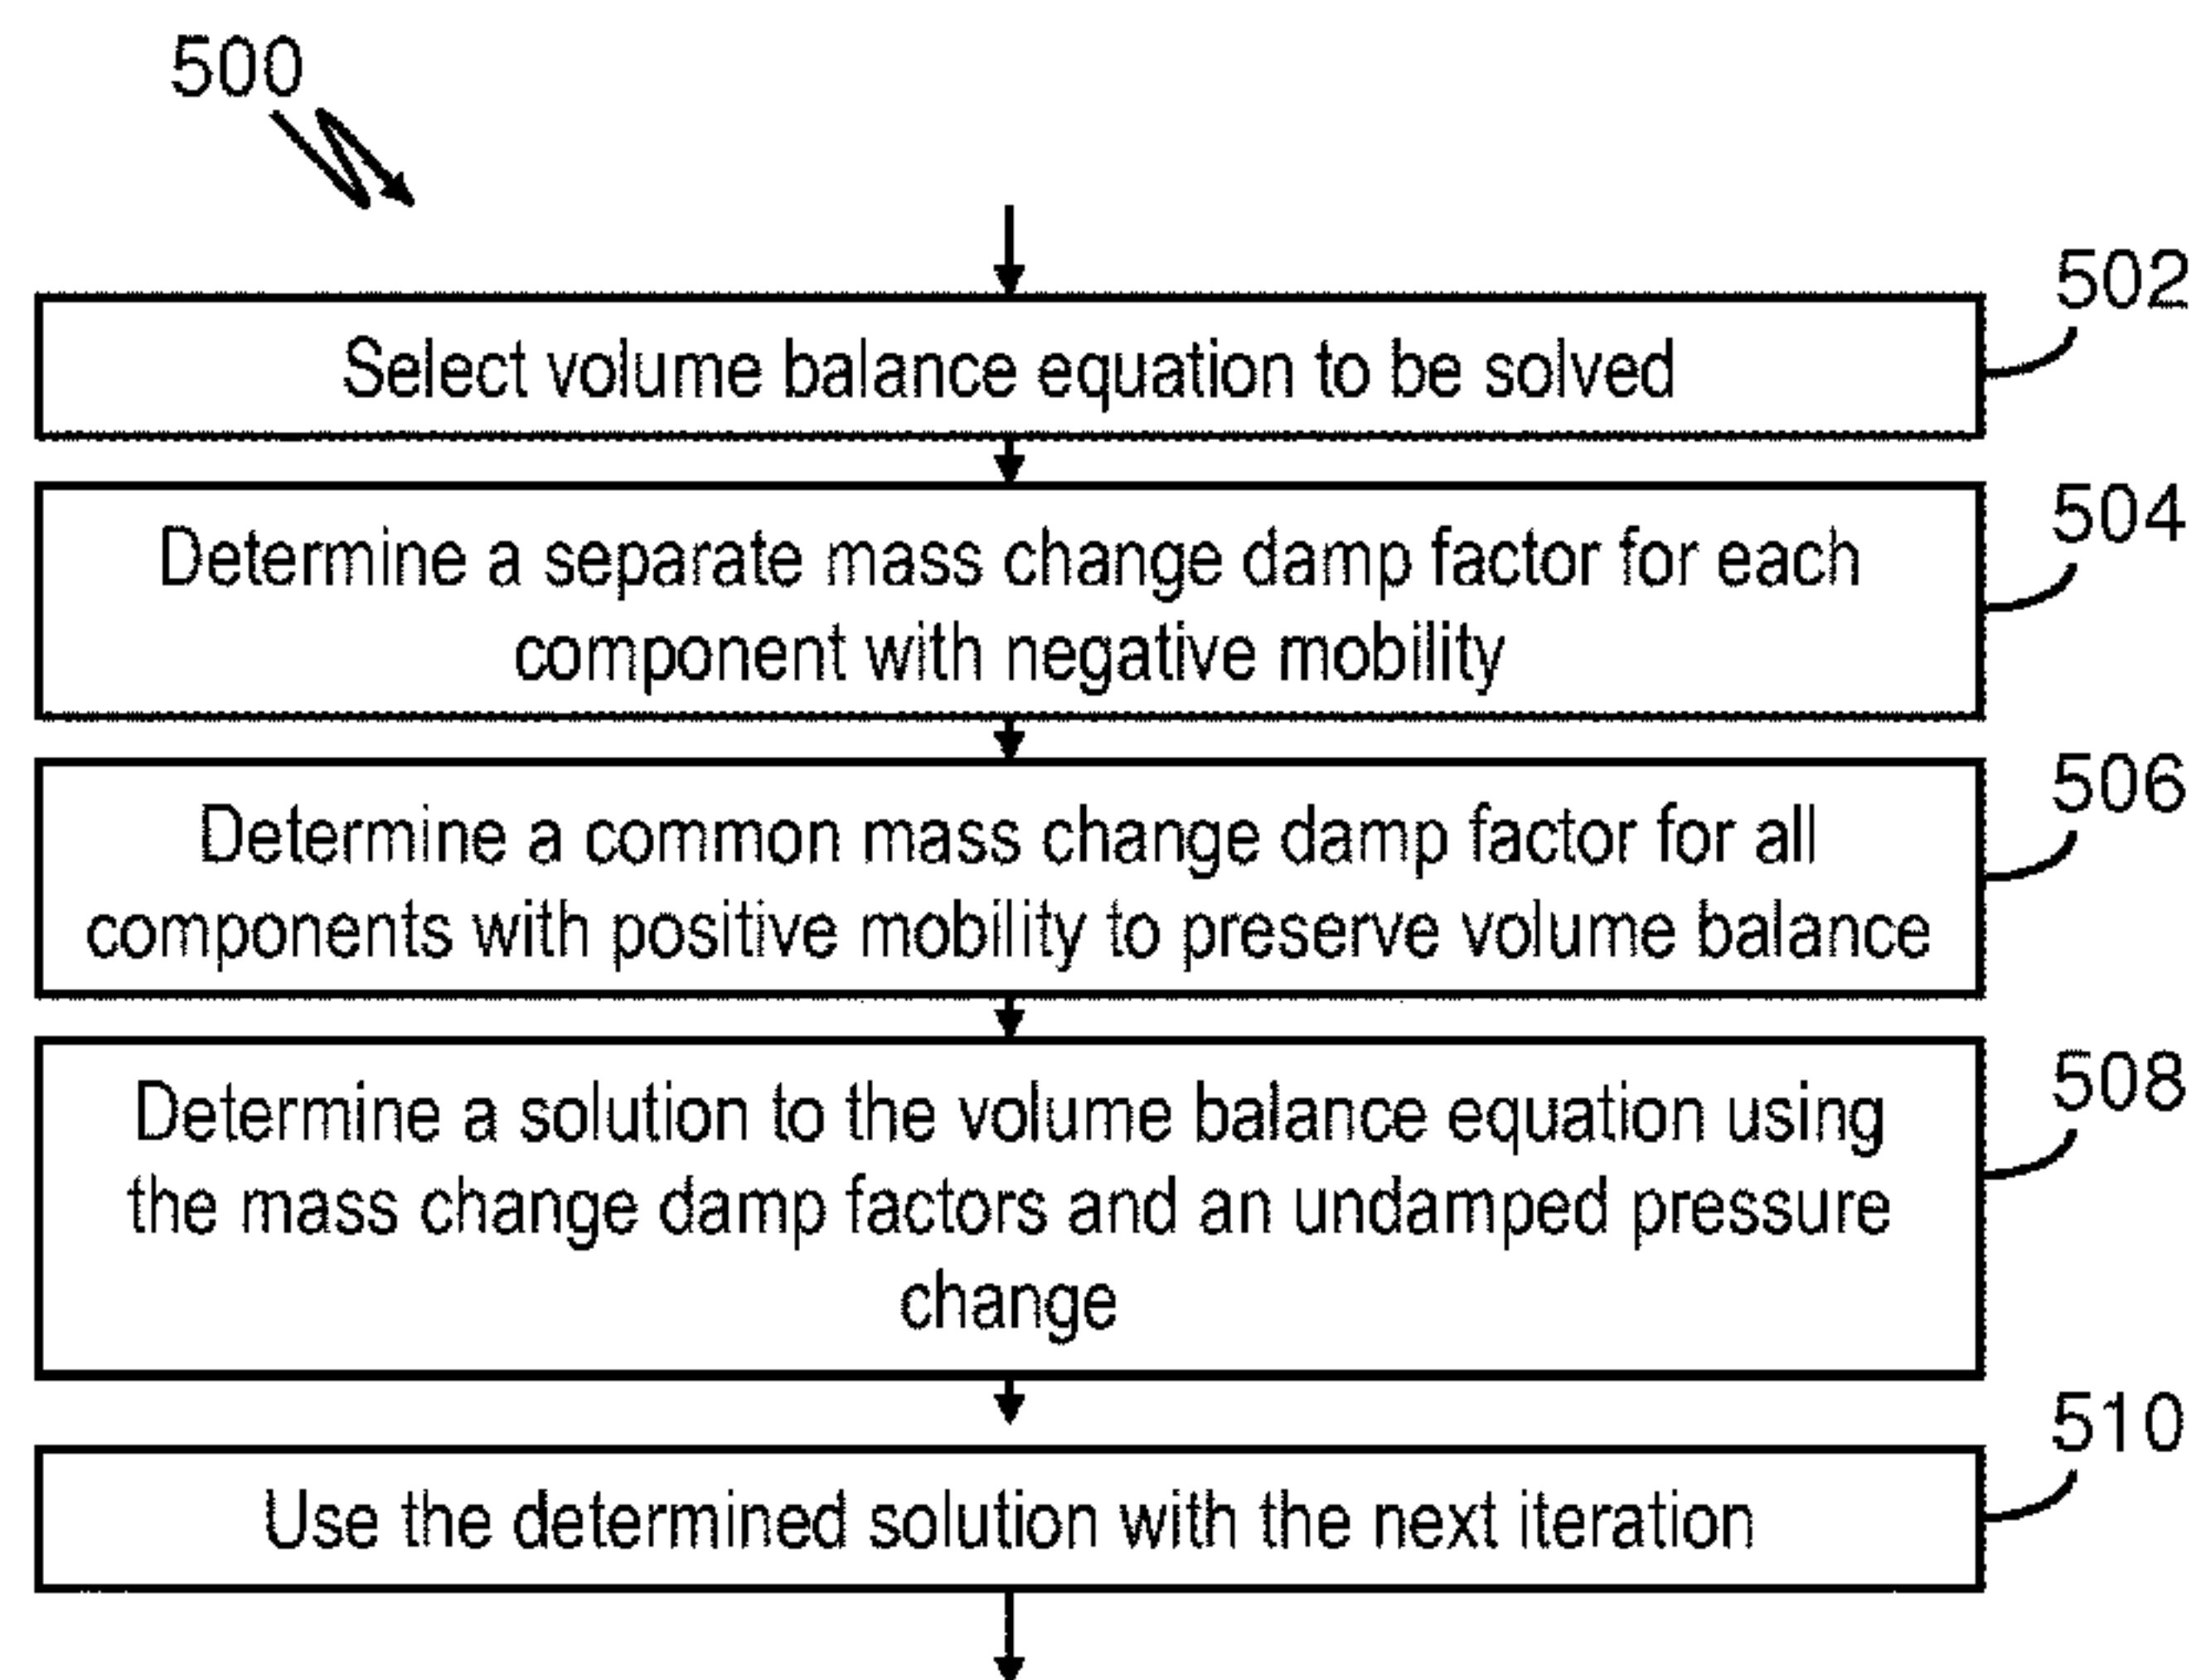 500
502
Select volume balance equation to be solved
504
Determine a separate mass change damp factor for each
component with negative mobility
506
Determine a common mass change damp factor for all
components with positive mobility to preserve volume balance
508
Determine a solution to the volume balance equation using
the mass change damp factors and an undamped pressure
change
510
Use the determined solution with the next iteration